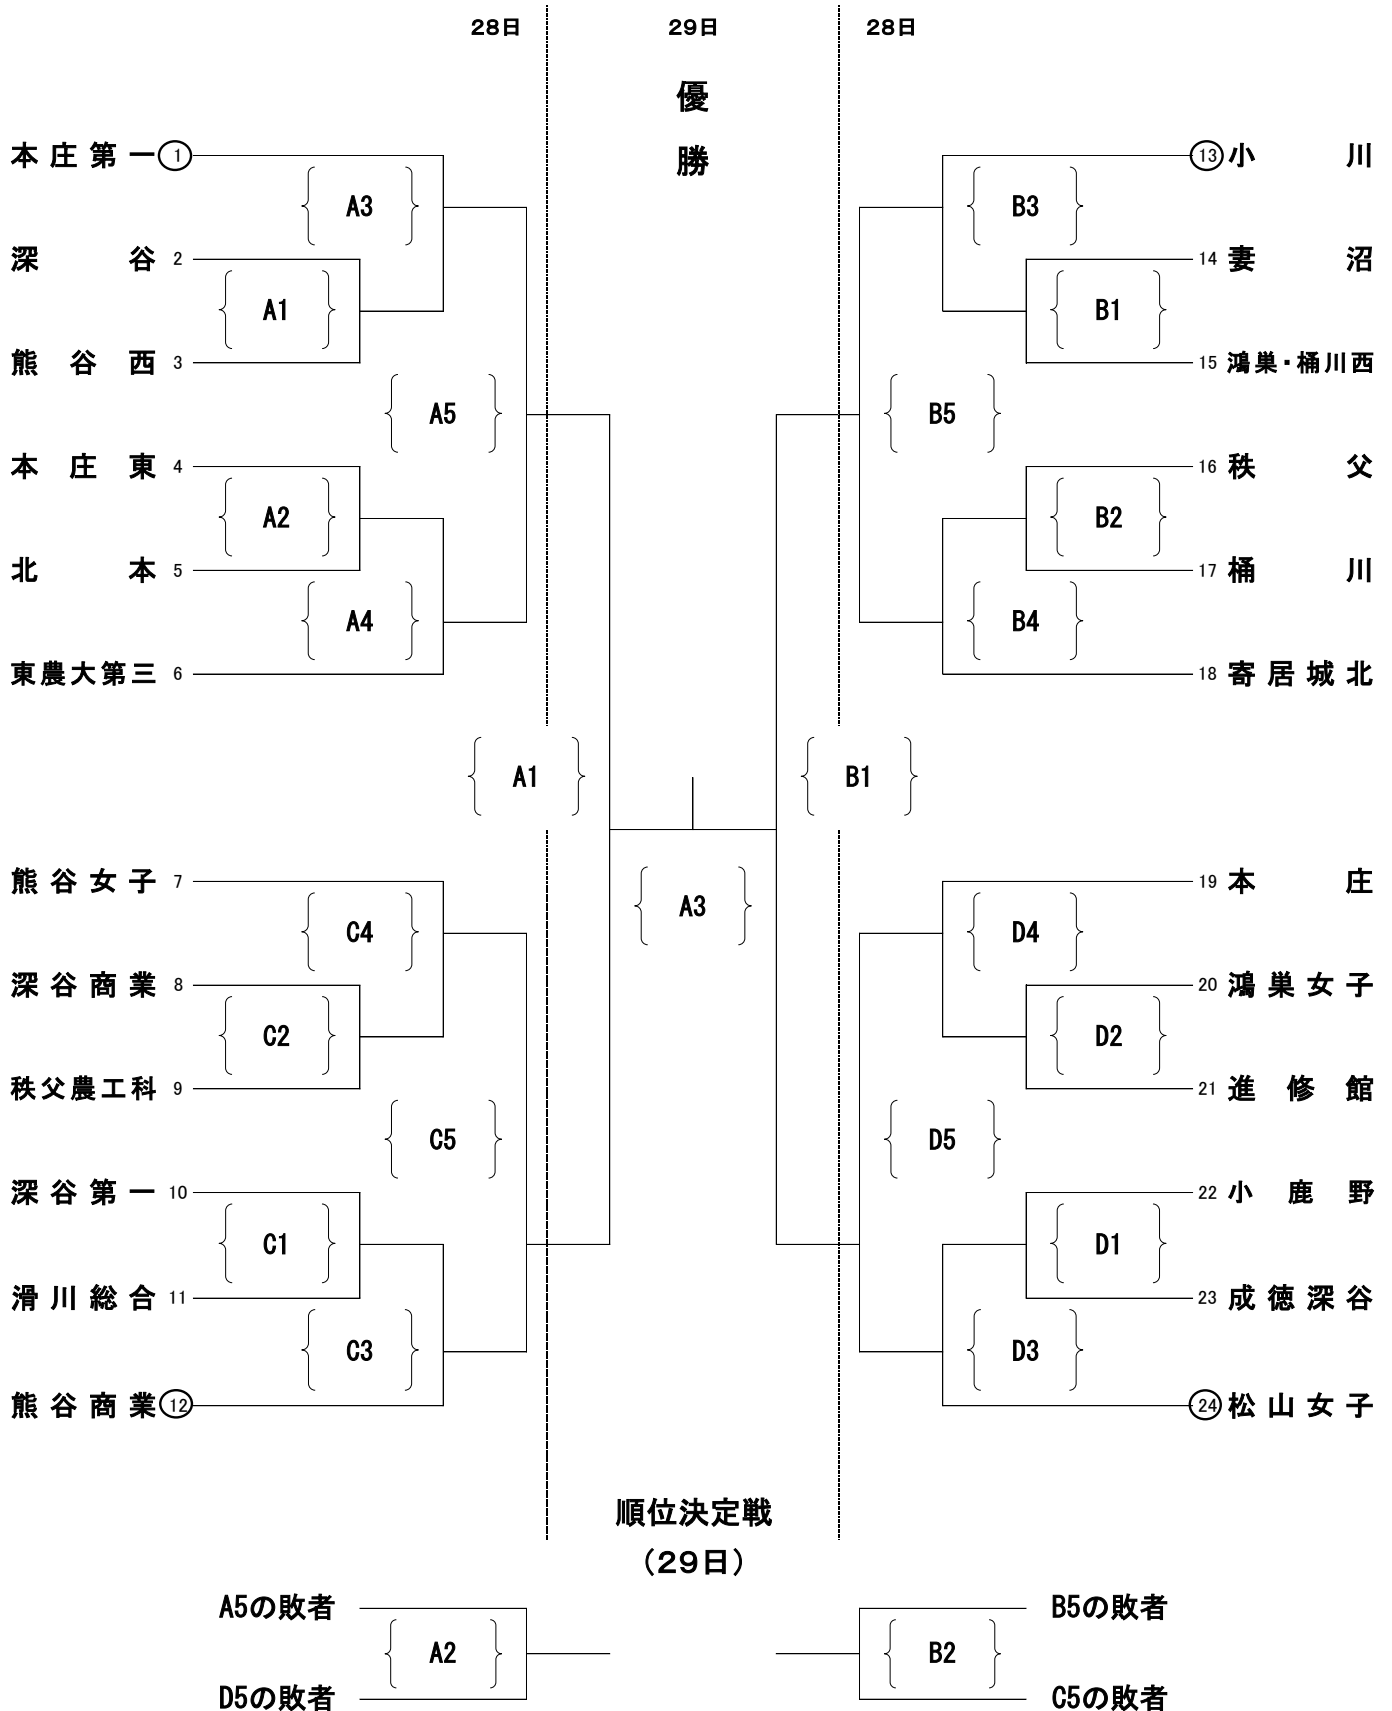 28日 29日 28日
優
勝
本庄第一 1
13 小川
A3
B3
深谷 2
14 妻沼
A1
B1
熊谷西 3
15 鴻巣・桶川西
A5
B5
本庄東 4
16 秩父
A2
B2
北本 5
17 桶川
A4
B4
東農大第三 6
18 寄居城北
A1
B1
熊谷女子 7
19 本庄
A3
C4
D4
深谷商業 8
20 鴻巣女子
C2
D2
秩父農工科 9
21 進修館
C5
D5
深谷第一 10
22 小鹿野
C1
D1
滑川総合 11
23 成徳深谷
C3
D3
熊谷商業 12
24 松山女子
順位決定戦
（29日）
A5の敗者
B5の敗者
A2
B2
D5の敗者
C5の敗者